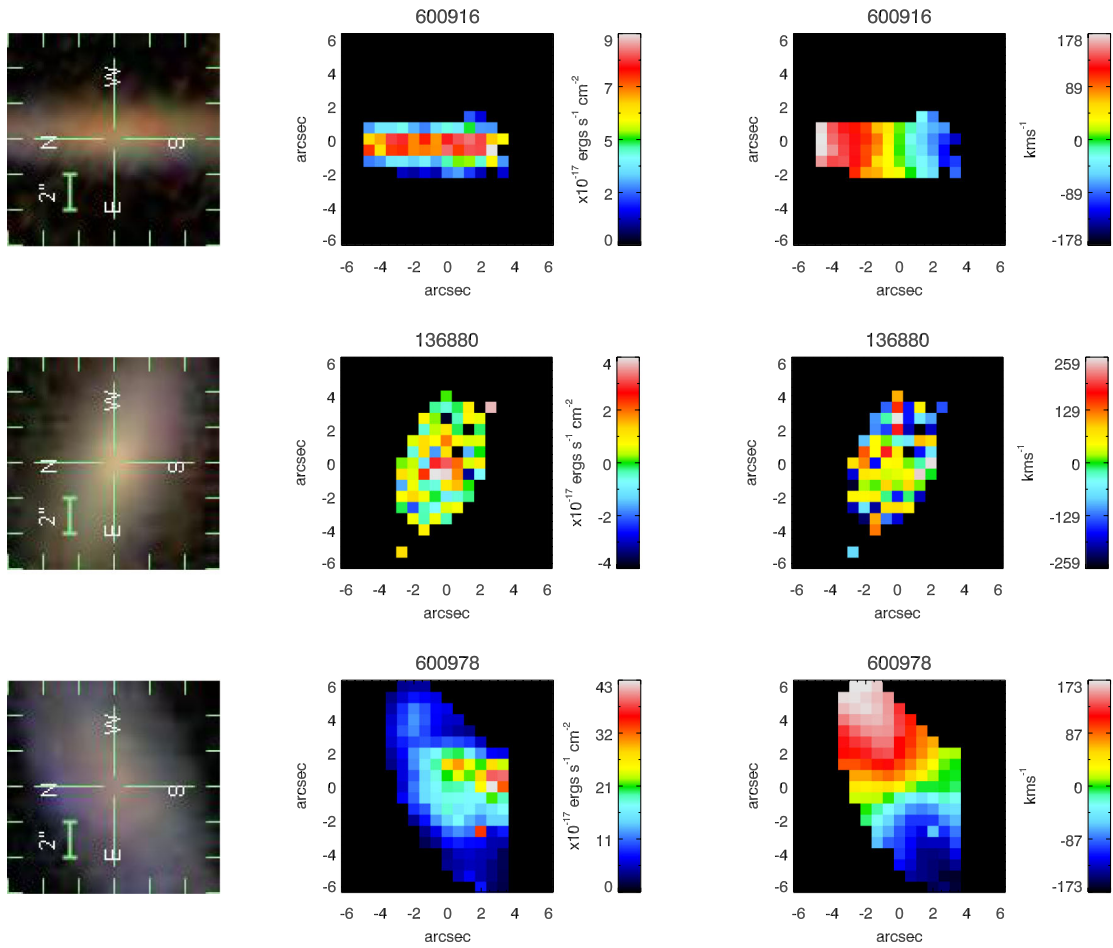 600916
600916
W
N
S
2"
E
arcsec
6
4
2
0
-2
-4
-6
-6 -4 -2 0 2 4 6
arcsec
9
7
5
2
0
x10⁻¹⁷ ergs s⁻¹ cm⁻²
arcsec
6
4
2
0
-2
-4
-6
-6 -4 -2 0 2 4 6
arcsec
178
89
0
-89
-178
kms⁻¹
136880
136880
W
N
S
2"
E
arcsec
6
4
2
0
-2
-4
-6
-6 -4 -2 0 2 4 6
arcsec
4
2
0
-2
-4
x10⁻¹⁷ ergs s⁻¹ cm⁻²
arcsec
6
4
2
0
-2
-4
-6
-6 -4 -2 0 2 4 6
arcsec
259
129
0
-129
-259
kms⁻¹
600978
600978
W
N
S
2"
E
arcsec
6
4
2
0
-2
-4
-6
-6 -4 -2 0 2 4 6
arcsec
43
32
21
11
0
x10⁻¹⁷ ergs s⁻¹ cm⁻²
arcsec
6
4
2
0
-2
-4
-6
-6 -4 -2 0 2 4 6
arcsec
173
87
0
-87
-173
kms⁻¹